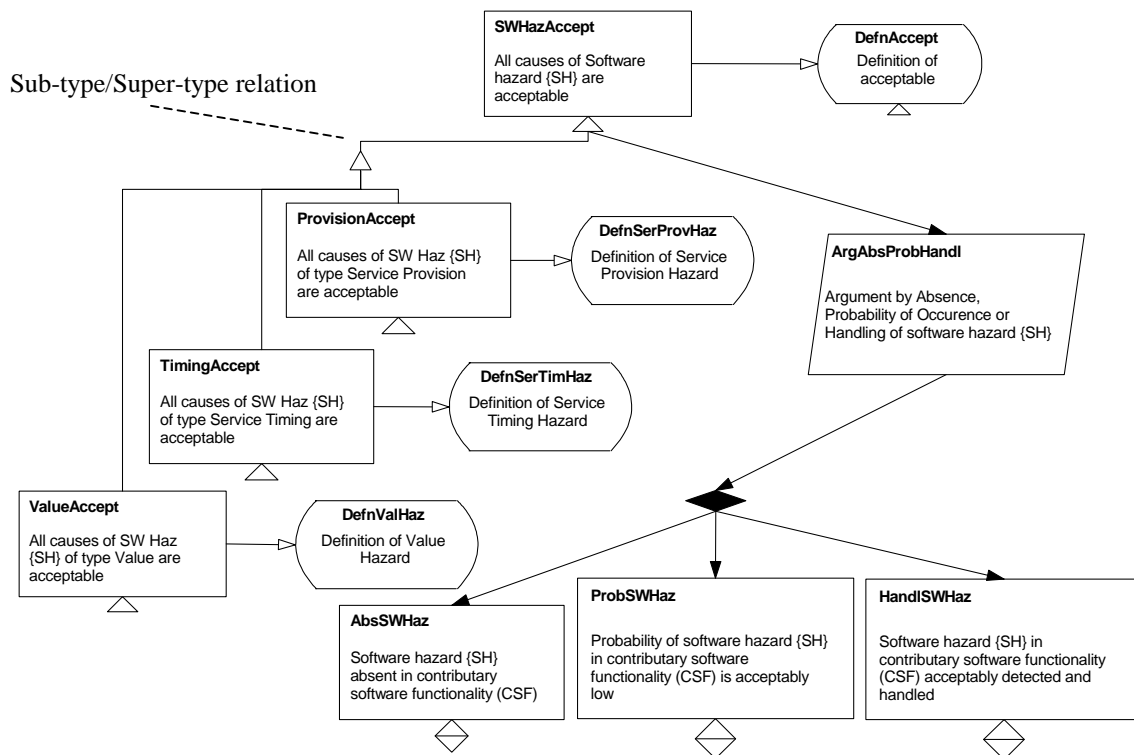 SWHazAccept
All causes of Software
hazard {SH} are
acceptable
DefnAccept
Definition of
acceptable
Sub-type/Super-type relation
ProvisionAccept
All causes of SW Haz {SH}
of type Service Provision
are acceptable
DefnSerProvHaz
Definition of Service
Provision Hazard
ArgAbsProbHandl
Argument by Absence,
Probability of Occurence or
Handling of software hazard {SH}
TimingAccept
All causes of SW Haz {SH}
of type Service Timing are
acceptable
DefnSerTimHaz
Definition of Service
Timing Hazard
ValueAccept
All causes of SW Haz
{SH} of type Value are
acceptable
DefnValHaz
Definition of Value
Hazard
AbsSWHaz
Software hazard {SH}
absent in contributary
software functionality (CSF)
ProbSWHaz
Probability of software hazard {SH}
in contributary software
functionality (CSF) is acceptably
low
HandlSWHaz
Software hazard {SH} in
contributary software functionality
(CSF) acceptably detected and
handled